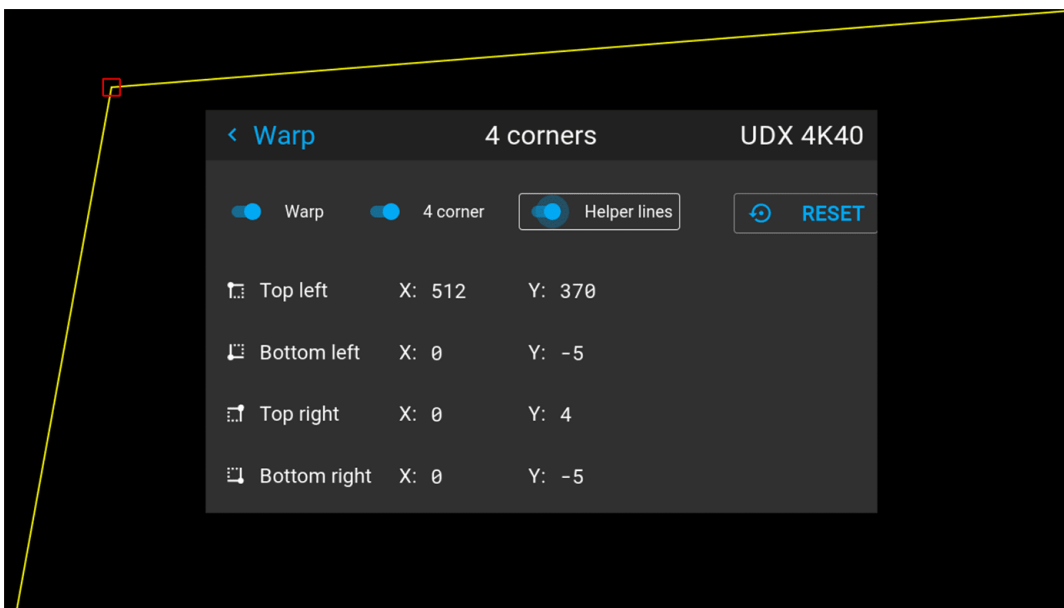 Warp 4 corners UDX 4K40
Warp 4 corner Helper lines RESET
Top left X: 512 Y: 370
Bottom left X: 0 Y: -5
Top right X: 0 Y: 4
Bottom right X: 0 Y: -5